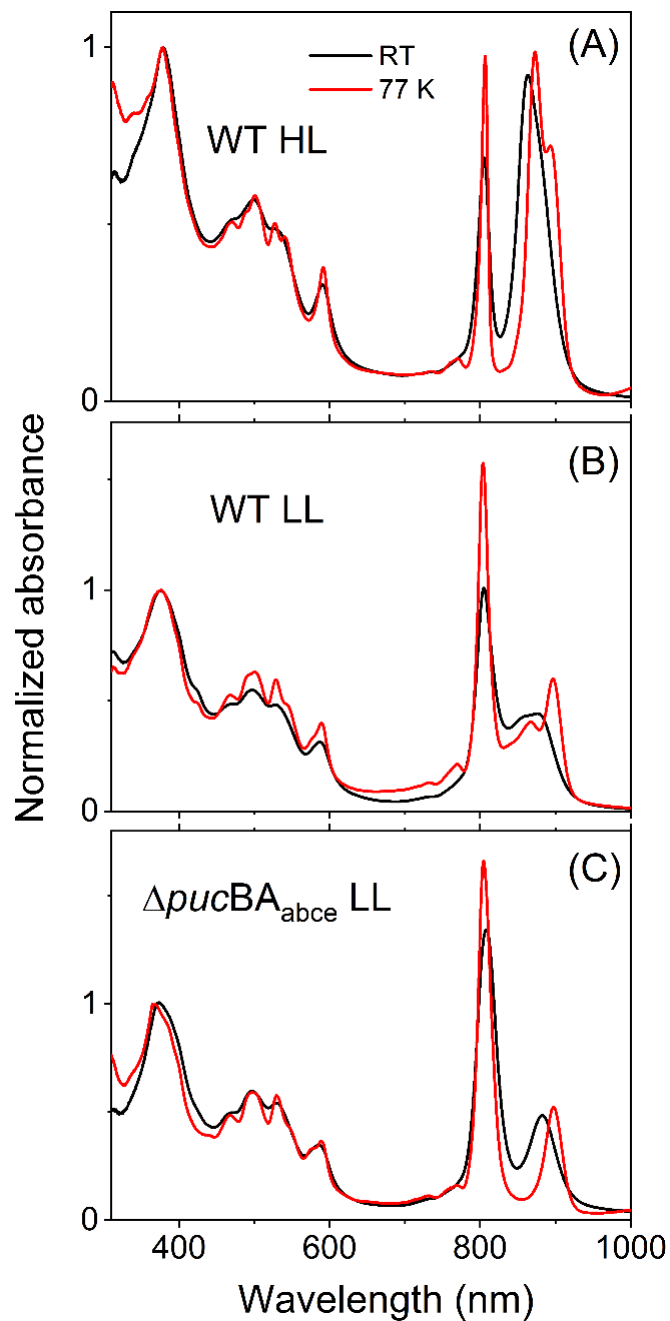 (A)
RT
77 K
WT HL
1
0
(B)
WT LL
1
0
(C)
ΔpucBA_abce LL
1
0
400 600 800 1000
Wavelength (nm)
Normalized absorbance